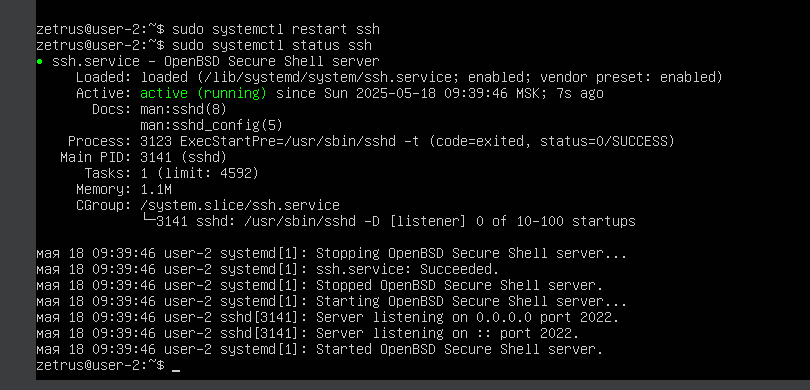 zetrus@user-2:~$ sudo systemctl restart ssh
zetrus@user-2:~$ sudo systemctl status ssh
● ssh.service - OpenBSD Secure Shell server
Loaded: loaded (/lib/systemd/system/ssh.service; enabled; vendor preset: enabled)
Active: active (running) since Sun 2025-05-18 09:39:46 MSK; 7s ago
Docs: man:sshd(8)
man:sshd_config(5)
Process: 3123 ExecStartPre=/usr/sbin/sshd -t (code=exited, status=0/SUCCESS)
Main PID: 3141 (sshd)
Tasks: 1 (limit: 4592)
Memory: 1.1M
CGroup: /system.slice/ssh.service
└─3141 sshd: /usr/sbin/sshd -D [listener] 0 of 10-100 startups
мая 18 09:39:46 user-2 systemd[1]: Stopping OpenBSD Secure Shell server...
мая 18 09:39:46 user-2 systemd[1]: ssh.service: Succeeded.
мая 18 09:39:46 user-2 systemd[1]: Stopped OpenBSD Secure Shell server.
мая 18 09:39:46 user-2 systemd[1]: Starting OpenBSD Secure Shell server...
мая 18 09:39:46 user-2 sshd[3141]: Server listening on 0.0.0.0 port 2022.
мая 18 09:39:46 user-2 sshd[3141]: Server listening on :: port 2022.
мая 18 09:39:46 user-2 systemd[1]: Started OpenBSD Secure Shell server.
zetrus@user-2:~$ _